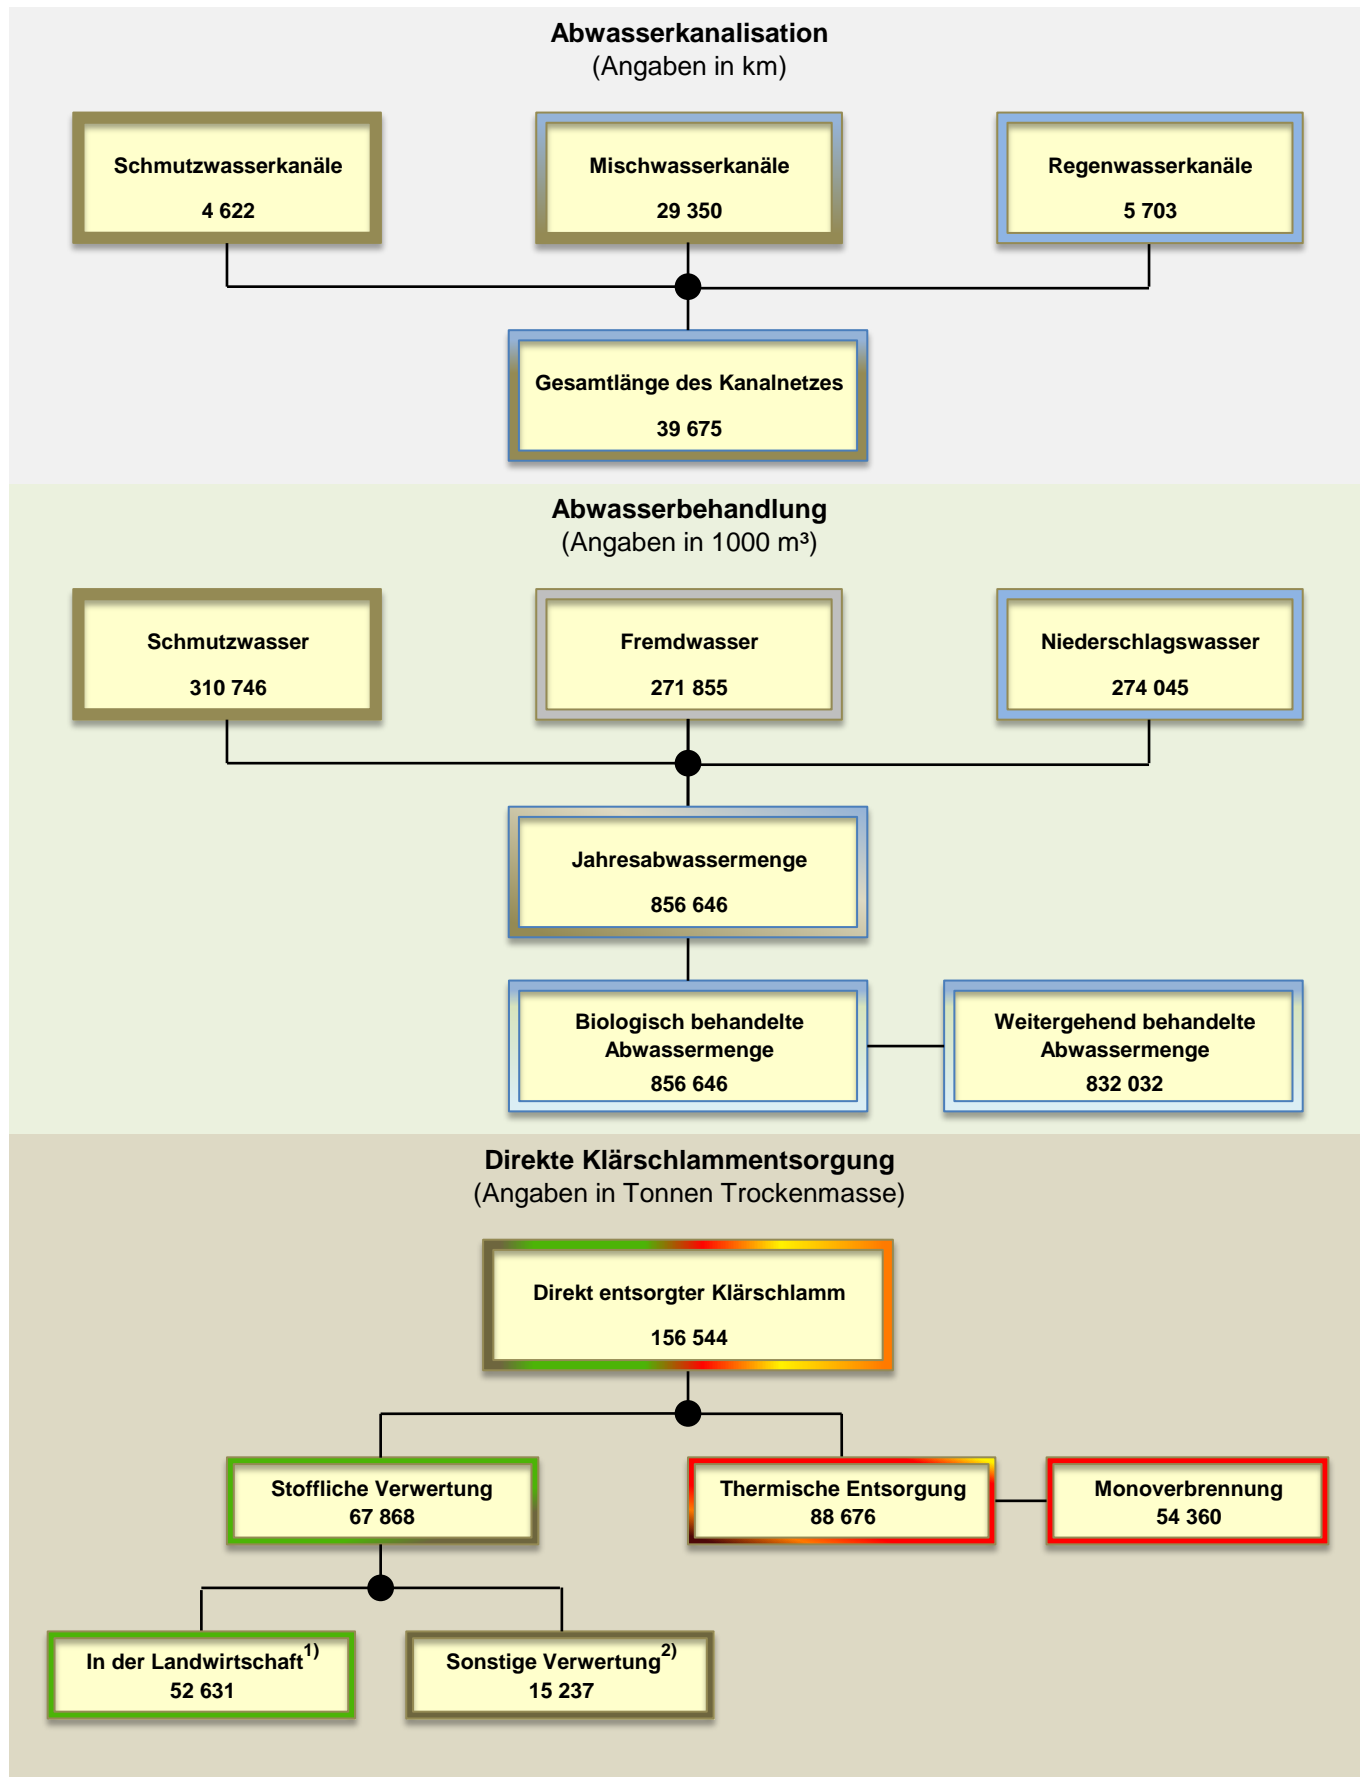 Abwasserkanalisation
(Angaben in km)
Schmutzwasserkanäle
4 622
Mischwasserkanäle
29 350
Regenwasserkanäle
5 703
Gesamtlänge des Kanalnetzes
39 675
Abwasserbehandlung
(Angaben in 1000 m³)
Schmutzwasser
310 746
Fremdwasser
271 855
Niederschlagswasser
274 045
Jahresabwassermenge
856 646
Biologisch behandelte
Abwassermenge
856 646
Weitergehend behandelte
Abwassermenge
832 032
Direkte Klärschlammentsorgung
(Angaben in Tonnen Trockenmasse)
Direkt entsorgter Klärschlamm
156 544
Stoffliche Verwertung
67 868
Thermische Entsorgung
88 676
Monoverbrennung
54 360
In der Landwirtschaft1)
52 631
Sonstige Verwertung2)
15 237